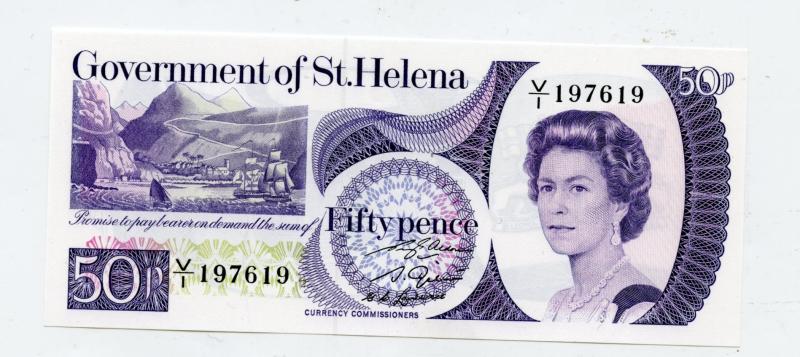 Government of St. Helena
50p
V/1 197619
Promise to pay bearer on demand the sum of
Fifty pence
50p
V/1 197619
CURRENCY COMMISSIONERS